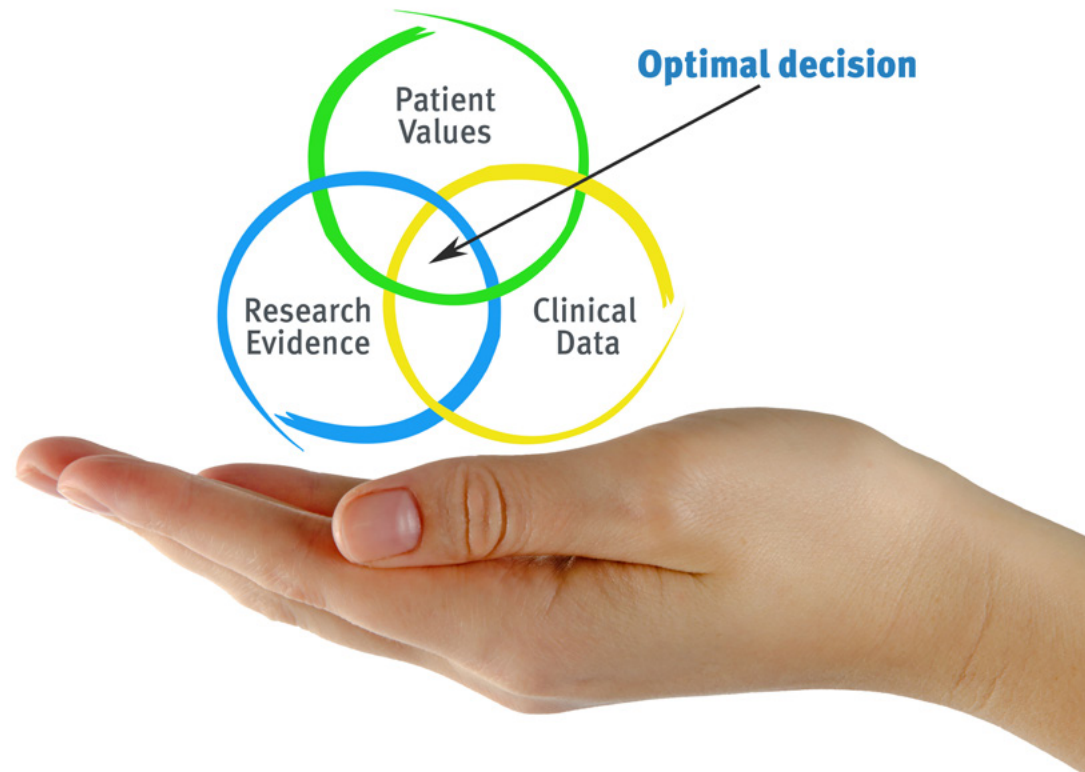 Optimal decision
Patient
Values
Research
Evidence
Clinical
Data